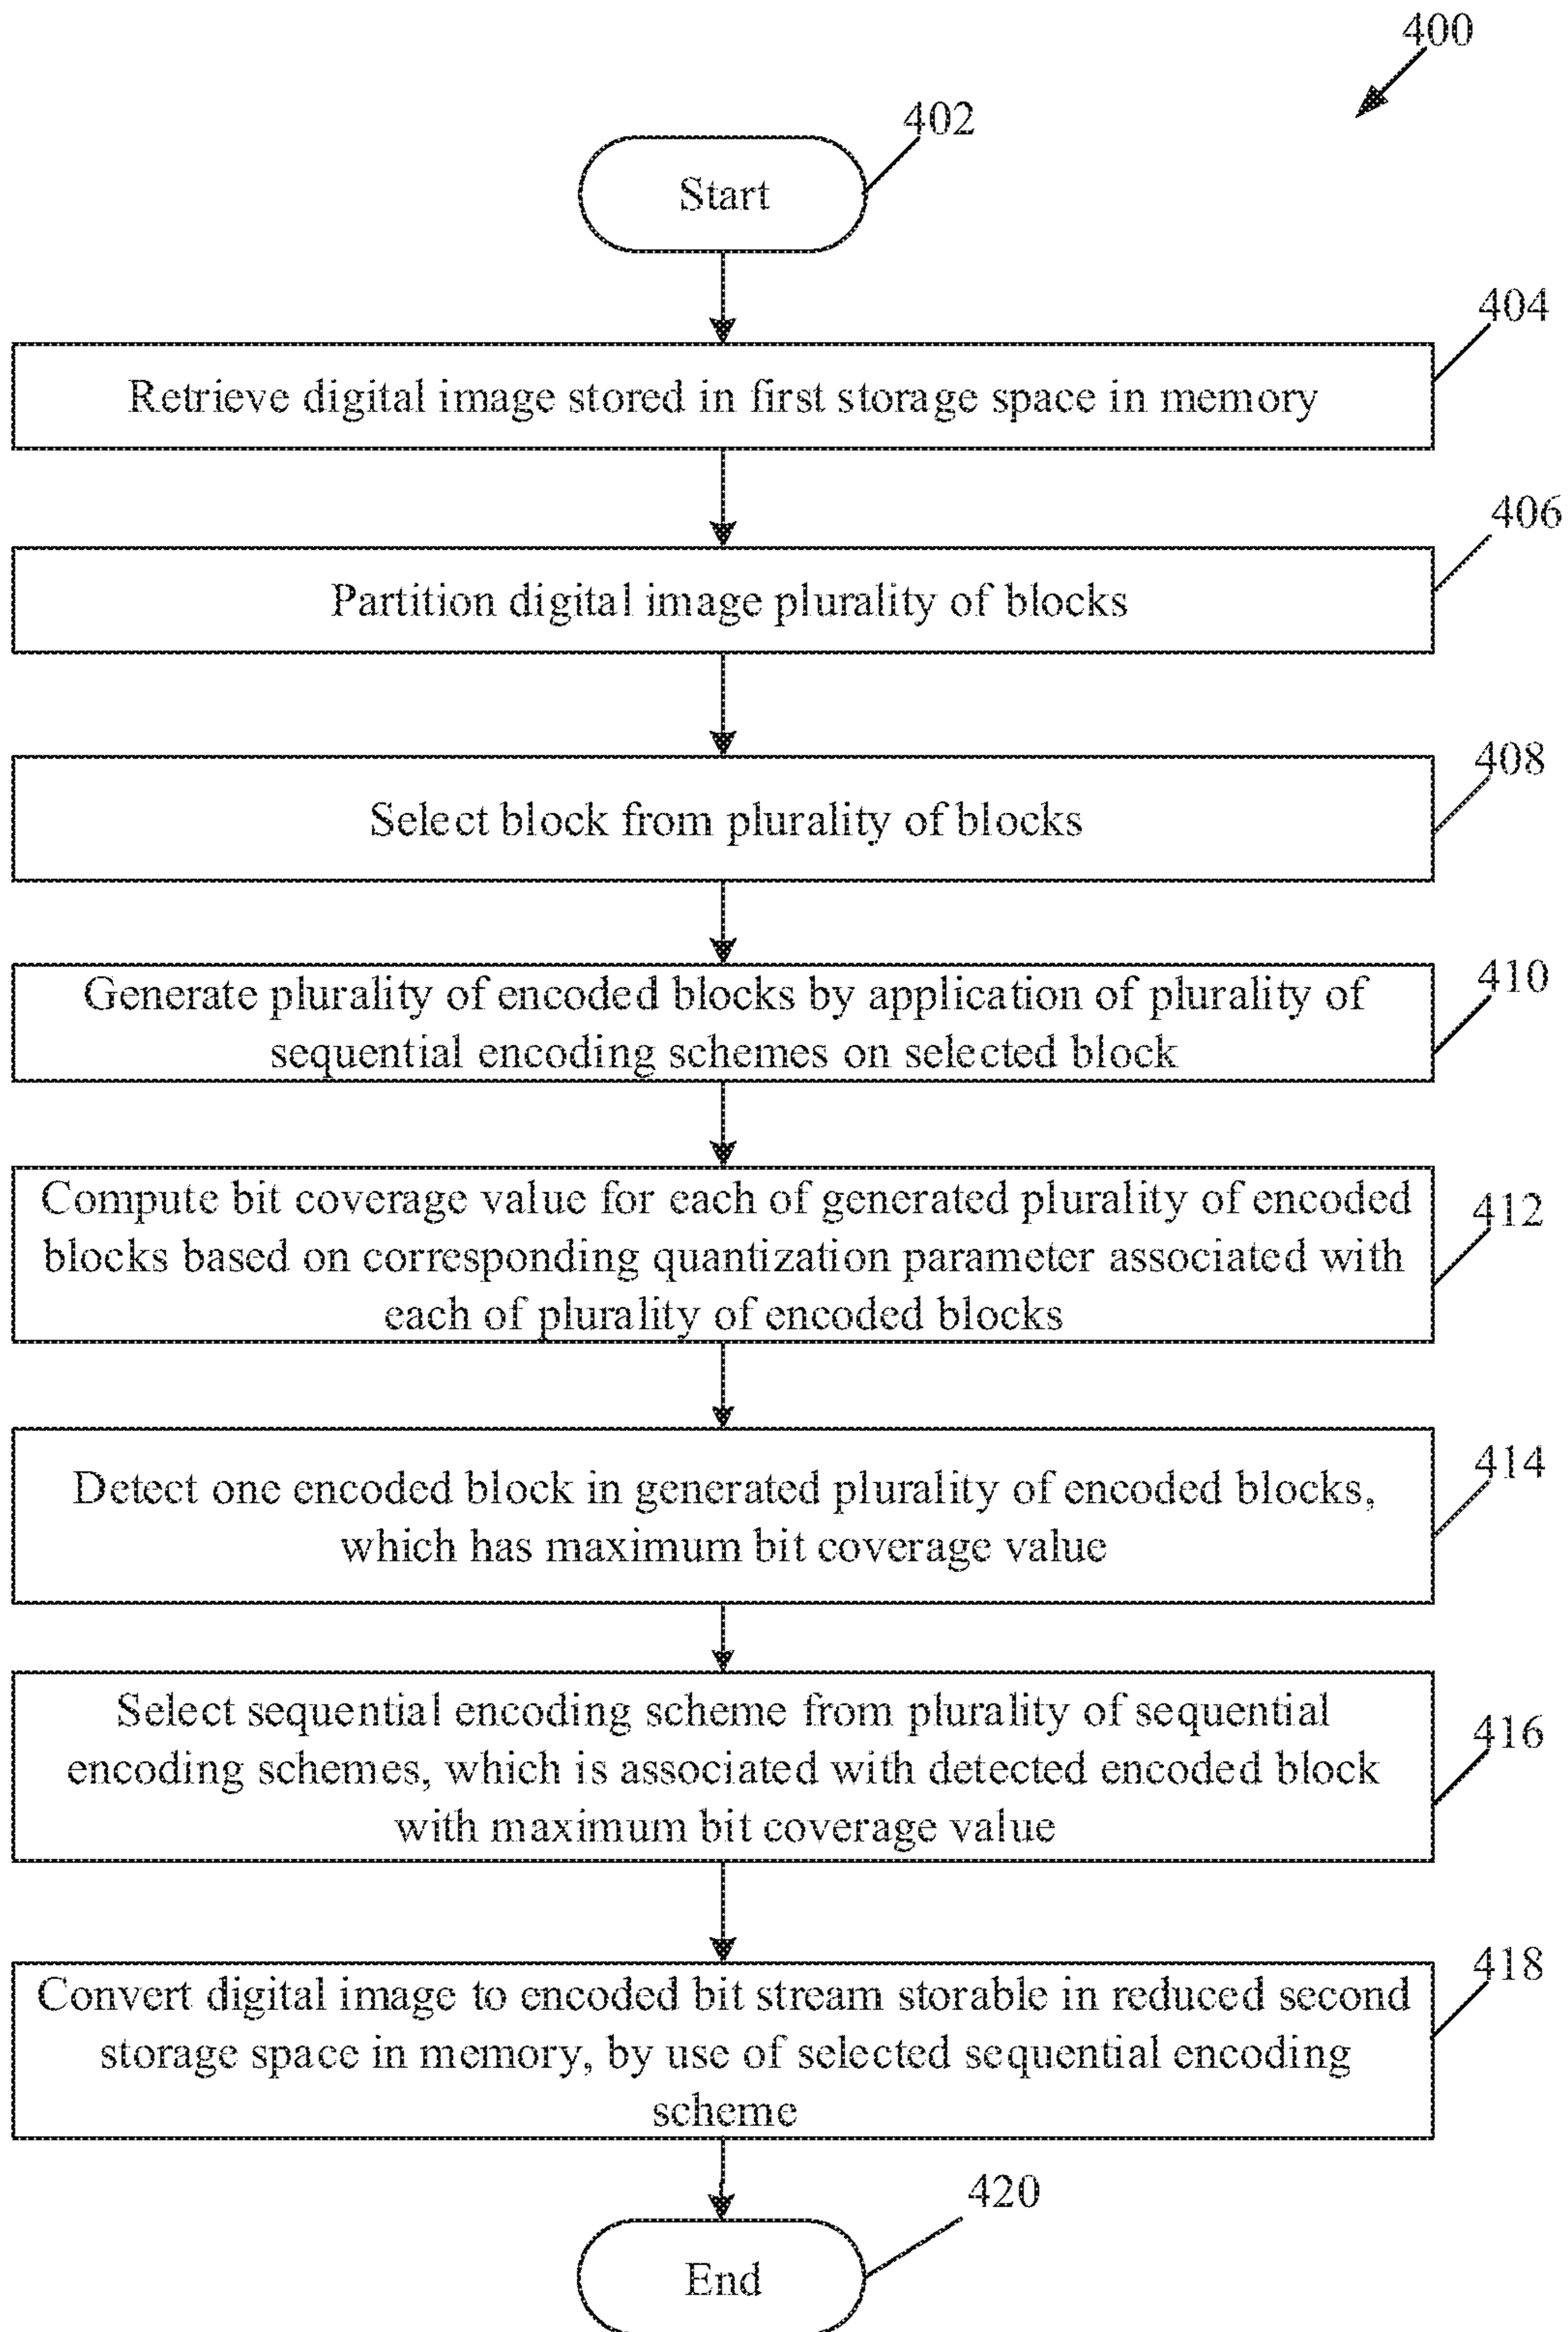 400
402
Start
404
Retrieve digital image stored in first storage space in memory
406
Partition digital image plurality of blocks
408
Select block from plurality of blocks
410
Generate plurality of encoded blocks by application of plurality of
sequential encoding schemes on selected block
412
Compute bit coverage value for each of generated plurality of encoded
blocks based on corresponding quantization parameter associated with
each of plurality of encoded blocks
414
Detect one encoded block in generated plurality of encoded blocks,
which has maximum bit coverage value
416
Select sequential encoding scheme from plurality of sequential
encoding schemes, which is associated with detected encoded block
with maximum bit coverage value
418
Convert digital image to encoded bit stream storable in reduced second
storage space in memory, by use of selected sequential encoding
scheme
420
End